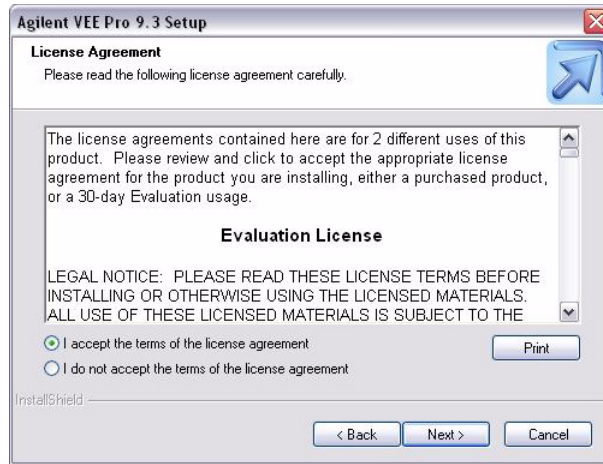 Agilent VEE Pro 9.3 Setup
License Agreement
Please read the following license agreement carefully.
The license agreements contained here are for 2 different uses of this
product.  Please review and click to accept the appropriate license
agreement for the product you are installing, either a purchased product,
or a 30-day Evaluation usage.
Evaluation License
LEGAL NOTICE:  PLEASE READ THESE LICENSE TERMS BEFORE
INSTALLING OR OTHERWISE USING THE LICENSED MATERIALS.
ALL USE OF THESE LICENSED MATERIALS IS SUBJECT TO THE
I accept the terms of the license agreement
Print
I do not accept the terms of the license agreement
InstallShield
< Back
Next >
Cancel